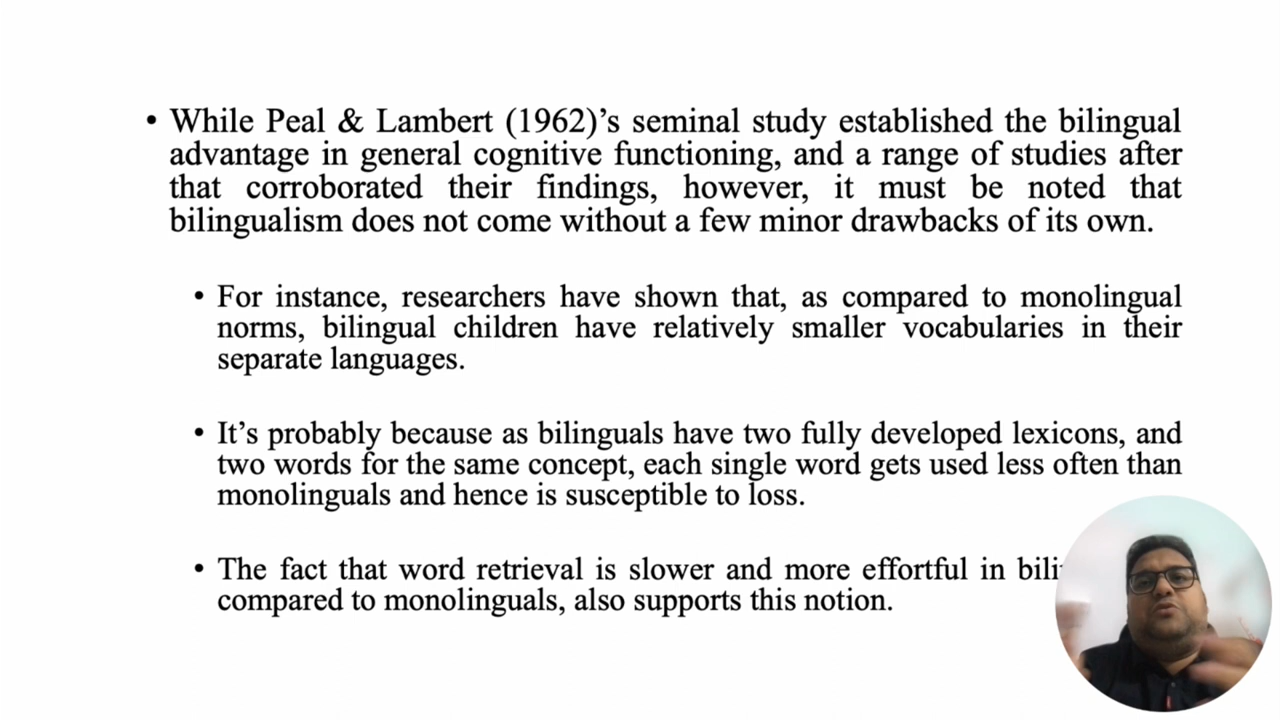 • While Peal & Lambert (1962)’s seminal study established the bilingual
advantage in general cognitive functioning, and a range of studies after
that corroborated their findings, however, it must be noted that
bilingualism does not come without a few minor drawbacks of its own.
• For instance, researchers have shown that, as compared to monolingual
norms, bilingual children have relatively smaller vocabularies in their
separate languages.
• It’s probably because as bilinguals have two fully developed lexicons, and
two words for the same concept, each single word gets used less often than
monolinguals and hence is susceptible to loss.
• The fact that word retrieval is slower and more effortful in
compared to monolinguals, also supports this notion.